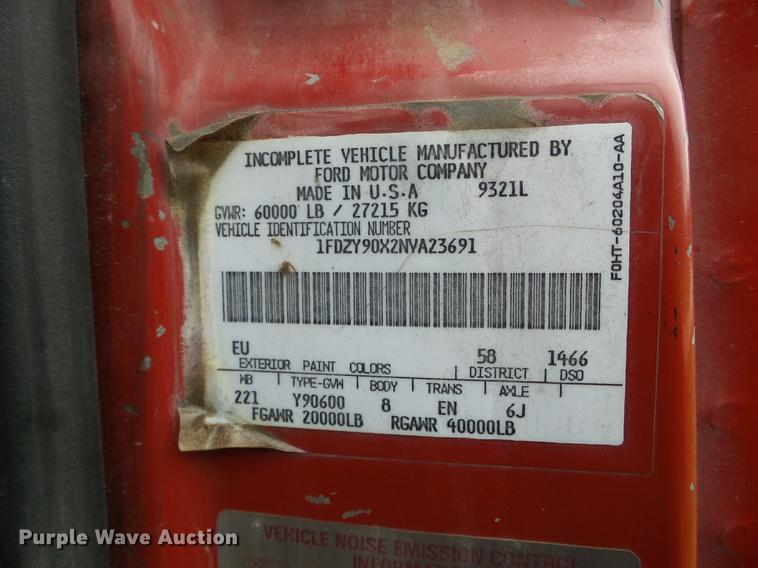 INCOMPLETE VEHICLE MANUFACTURED BY
FORD MOTOR COMPANY
MADE IN U.S.A 9321L
GVWR: 60000 LB / 27215 KG
VEHICLE IDENTIFICATION NUMBER
1FDZY90X2NVA23691
F0HT-60204A10-AA
EU 58 1466
EXTERIOR PAINT COLORS DISTRICT DSO
WB TYPE-GVW BODY TRANS AXLE
221 Y90600 8 EN 6J
FGAWR 20000LB RGAWR 40000LB
VEHICLE NOISE EMISSION CONTROL
INFORMATION
Purple Wave Auction